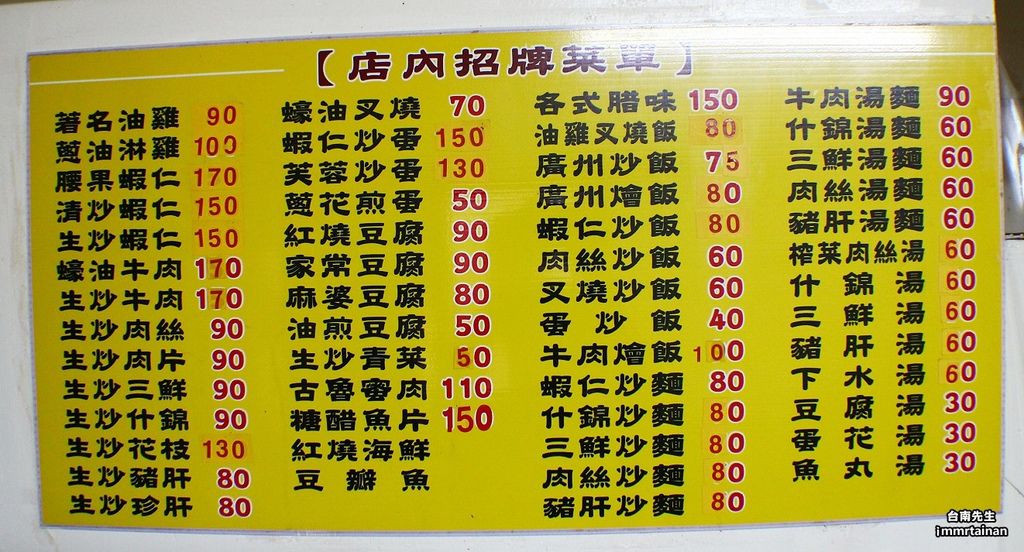 【店內招牌菜單】
著名油雞 90
蔥油淋雞 100
腰果蝦仁 170
清炒蝦仁 150
生炒蝦仁 150
蠔油牛肉 170
生炒牛肉 170
生炒肉絲 90
生炒肉片 90
生炒三鮮 90
生炒什錦 90
生炒花枝 130
生炒豬肝 80
生炒珍肝 80
蠔油叉燒 70
蝦仁炒蛋 150
芙蓉炒蛋 130
蔥花煎蛋 50
紅燒豆腐 90
家常豆腐 90
麻婆豆腐 80
油煎豆腐 50
生炒青菜 50
古魯蜜肉 110
糖醋魚片 150
紅燒海鮮
豆瓣魚
各式腊味 150
油雞叉燒飯 80
廣州炒飯 75
廣州燴飯 80
蝦仁炒飯 80
肉絲炒飯 60
叉燒炒飯 60
蛋炒飯 40
牛肉燴飯 100
蝦仁炒麵 80
什錦炒麵 80
三鮮炒麵 80
肉絲炒麵 80
豬肝炒麵 80
牛肉湯麵 90
什錦湯麵 60
三鮮湯麵 60
肉絲湯麵 60
豬肝湯麵 60
榨菜肉絲湯 60
什錦湯 60
三鮮湯 60
豬肝湯 60
下水湯 60
豆腐湯 30
蛋花湯 30
魚丸湯 30
台南先生
immrtainan